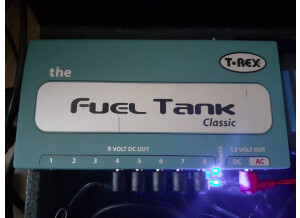 T-REX
the
FUEL TANK
Classic
9 VOLT DC OUT
12 VOLT OUT
1 2 3 4 5 6 7 8
DC AC